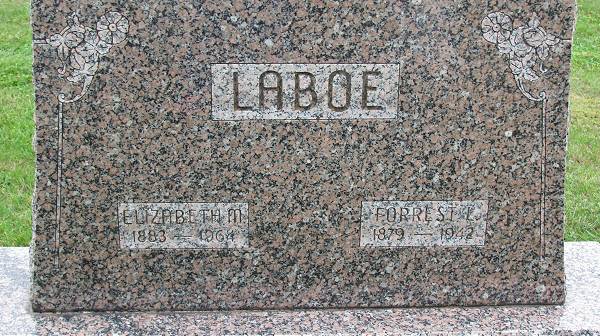 LABOE
ELIZABETH M.
1883 — 1964
FORREST L.
1879 — 1942